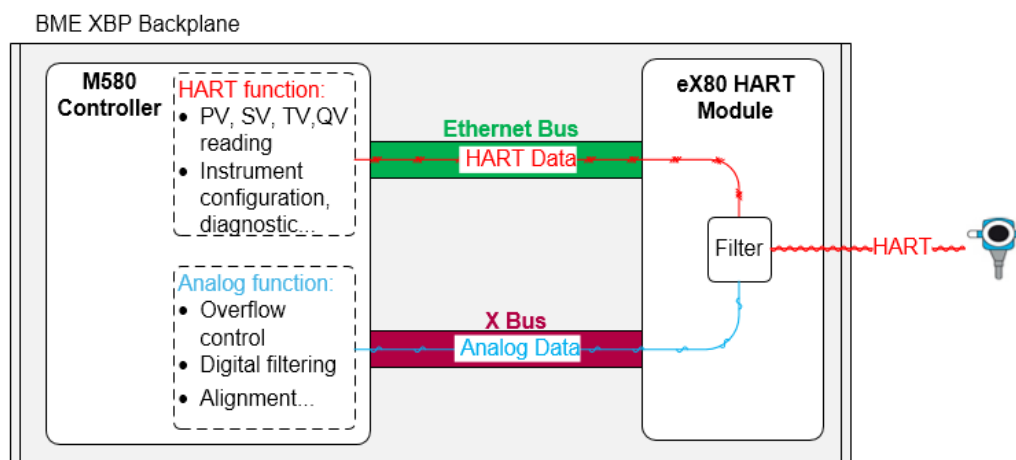 BME XBP Backplane
M580
Controller
HART function:
• PV, SV, TV,QV
reading
• Instrument
configuration,
diagnostic...
Analog function:
• Overflow
control
• Digital filtering
• Alignment...
Ethernet Bus
HART Data
X Bus
Analog Data
eX80 HART
Module
Filter
HART